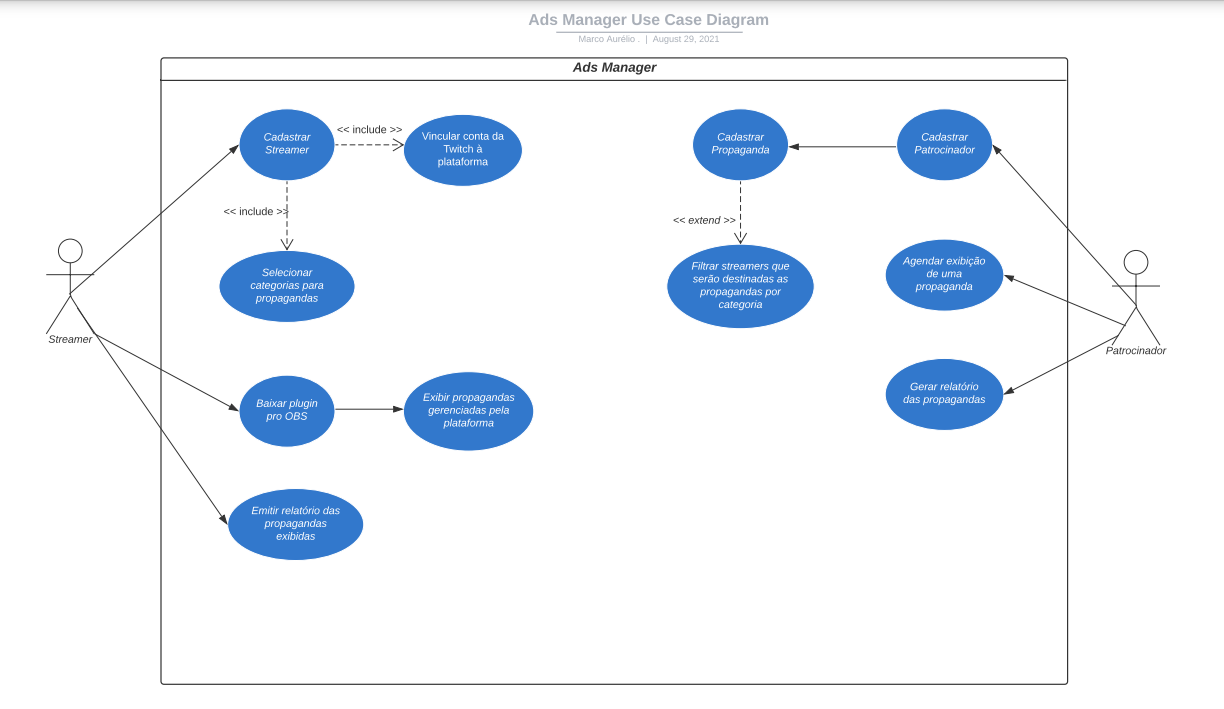 Ads Manager Use Case Diagram
Marco Aurélio . | August 29, 2021
Ads Manager
Cadastrar
Streamer
<< include >>
Vincular conta da
Twitch à
plataforma
Cadastrar
Propaganda
Cadastrar
Patrocinador
<< include >>
<< extend >>
Selecionar
categorias para
propagandas
Filtrar streamers que
serão destinadas as
propagandas por
categoria
Agendar exibição
de uma
propaganda
Streamer
Patrocinador
Baixar plugin
pro OBS
Exibir propagandas
gerenciadas pela
plataforma
Gerar relatório
das propagandas
Emitir relatório das
propagandas
exibidas